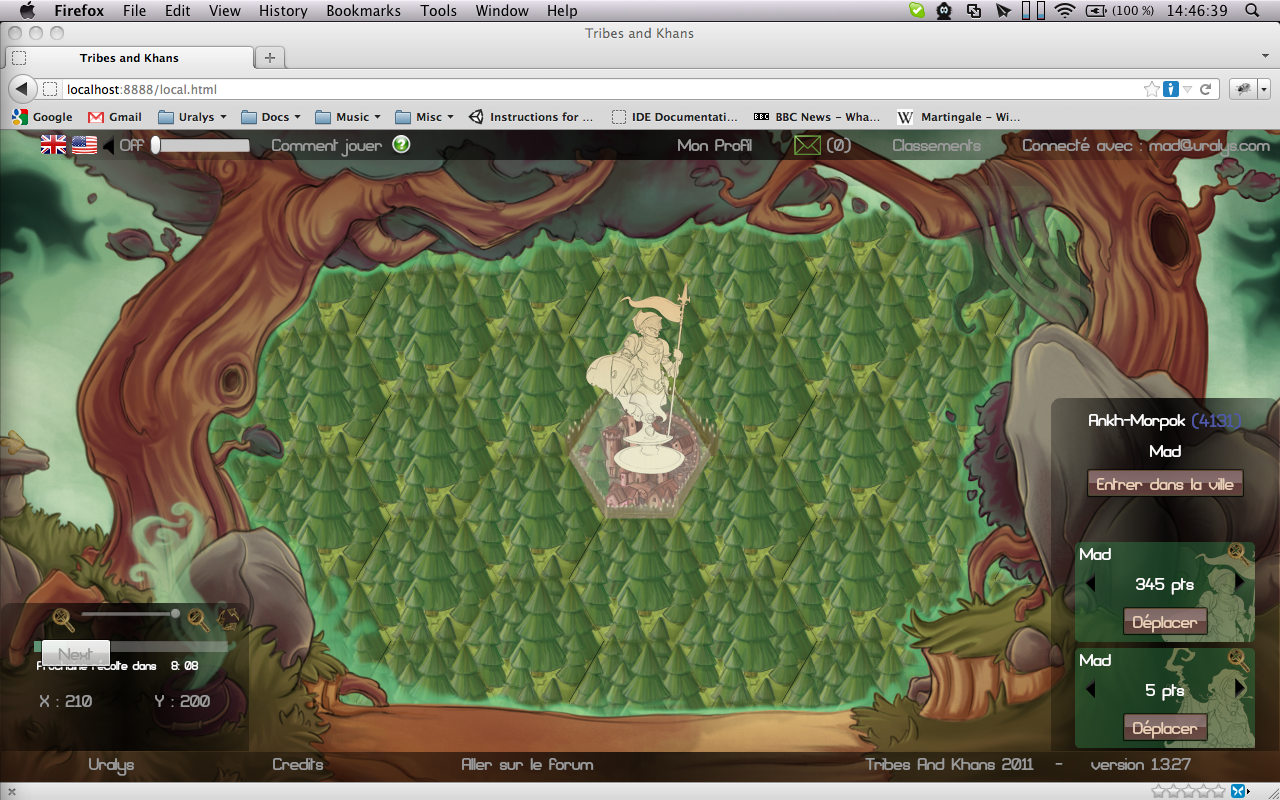 Firefox File Edit View History Bookmarks Tools Window Help (100 %) 14:46:39
Tribes and Khans
Tribes and Khans
localhost:8888/local.html
Google Gmail Uralys Docs Music Misc Instructions for ... IDE Documentati... BBC News – Wha... Martingale – Wi...
Off Comment jouer ? Mon Profil (0) Classements Connecté avec : mad@uralys.com
Ankh-Morpok (4131)
Mad
Entrer dans la ville
Mad
345 pts
Déplacer
Mad
5 pts
Déplacer
Next
Prochaine récolte dans 8: 08
X : 210 Y : 200
Uralys Credits Aller sur le forum Tribes And Khans 2011 - version 1.3.27